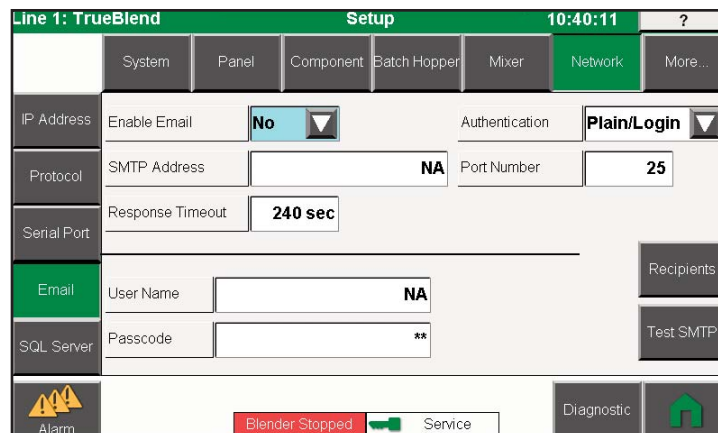 Line 1: TrueBlend Setup 10:40:11 ?
System Panel Component Batch Hopper Mixer Network More...
IP Address Enable Email No Authentication Plain/Login
Protocol SMTP Address NA Port Number 25
Serial Port Response Timeout 240 sec
Email User Name NA Recipients
SQL Server Passcode ** Test SMTP
Alarm Blender Stopped Service Diagnostic